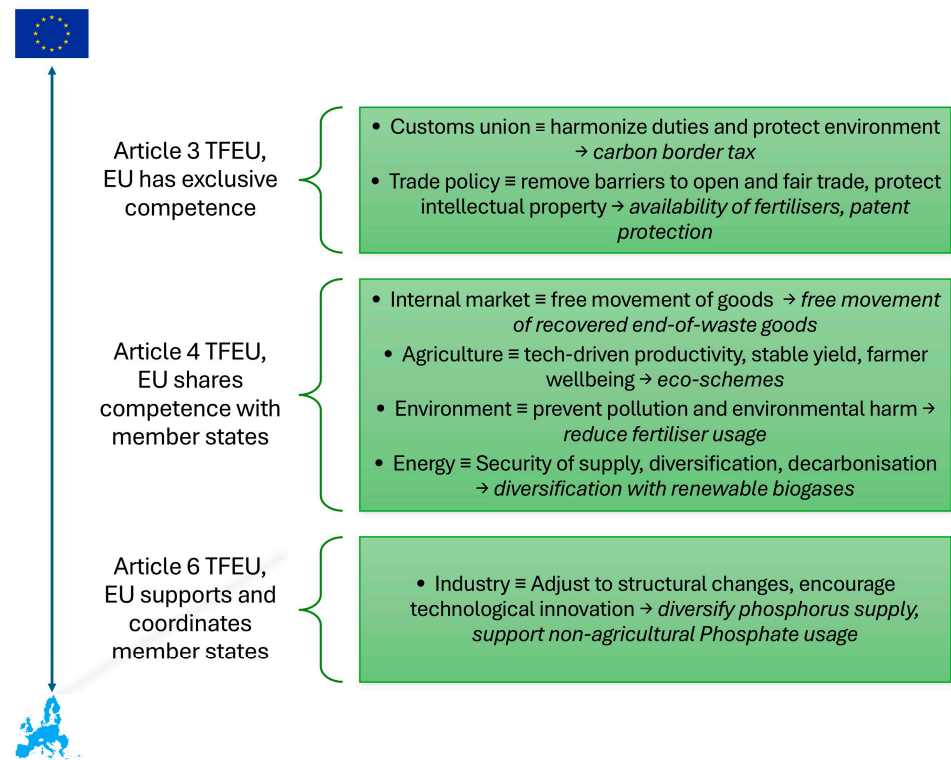 Article 3 TFEU,
EU has exclusive
competence
• Customs union ≡ harmonize duties and protect environment
→ carbon border tax
• Trade policy ≡ remove barriers to open and fair trade, protect
intellectual property → availability of fertilisers, patent
protection
Article 4 TFEU,
EU shares
competence with
member states
• Internal market ≡ free movement of goods → free movement
of recovered end-of-waste goods
• Agriculture ≡ tech-driven productivity, stable yield, farmer
wellbeing → eco-schemes
• Environment ≡ prevent pollution and environmental harm →
reduce fertiliser usage
• Energy ≡ Security of supply, diversification, decarbonisation
→ diversification with renewable biogases
Article 6 TFEU,
EU supports and
coordinates
member states
• Industry ≡ Adjust to structural changes, encourage
technological innovation → diversify phosphorus supply,
support non-agricultural Phosphate usage